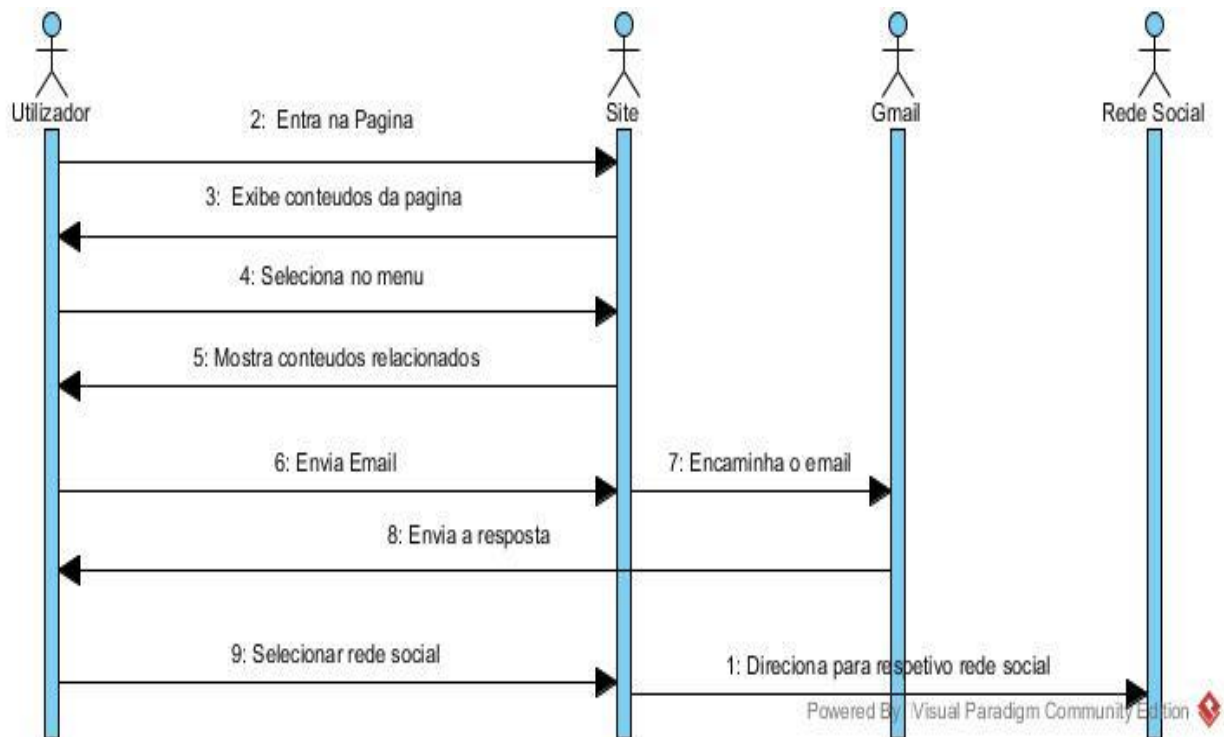 Utilizador
Site
Gmail
Rede Social
2: Entra na Pagina
3: Exibe conteudos da pagina
4: Seleciona no menu
5: Mostra conteudos relacionados
6: Envia Email
7: Encaminha o email
8: Envia a resposta
9: Selecionar rede social
1: Direciona para respetivo rede social
Powered By Visual Paradigm Community Edition